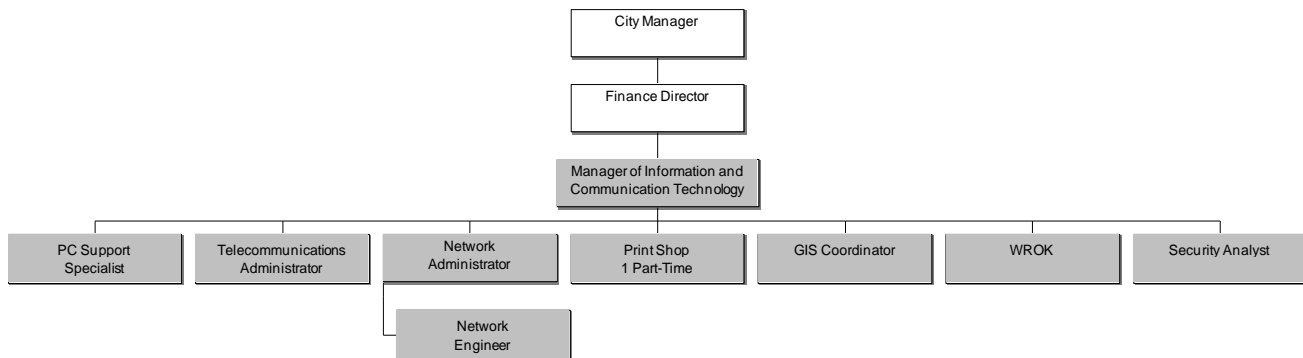 City Manager
Finance Director
Manager of Information and
Communication Technology
PC Support
Specialist
Telecommunications
Administrator
Network
Administrator
Print Shop
1 Part-Time
GIS Coordinator
WROK
Security Analyst
Network
Engineer